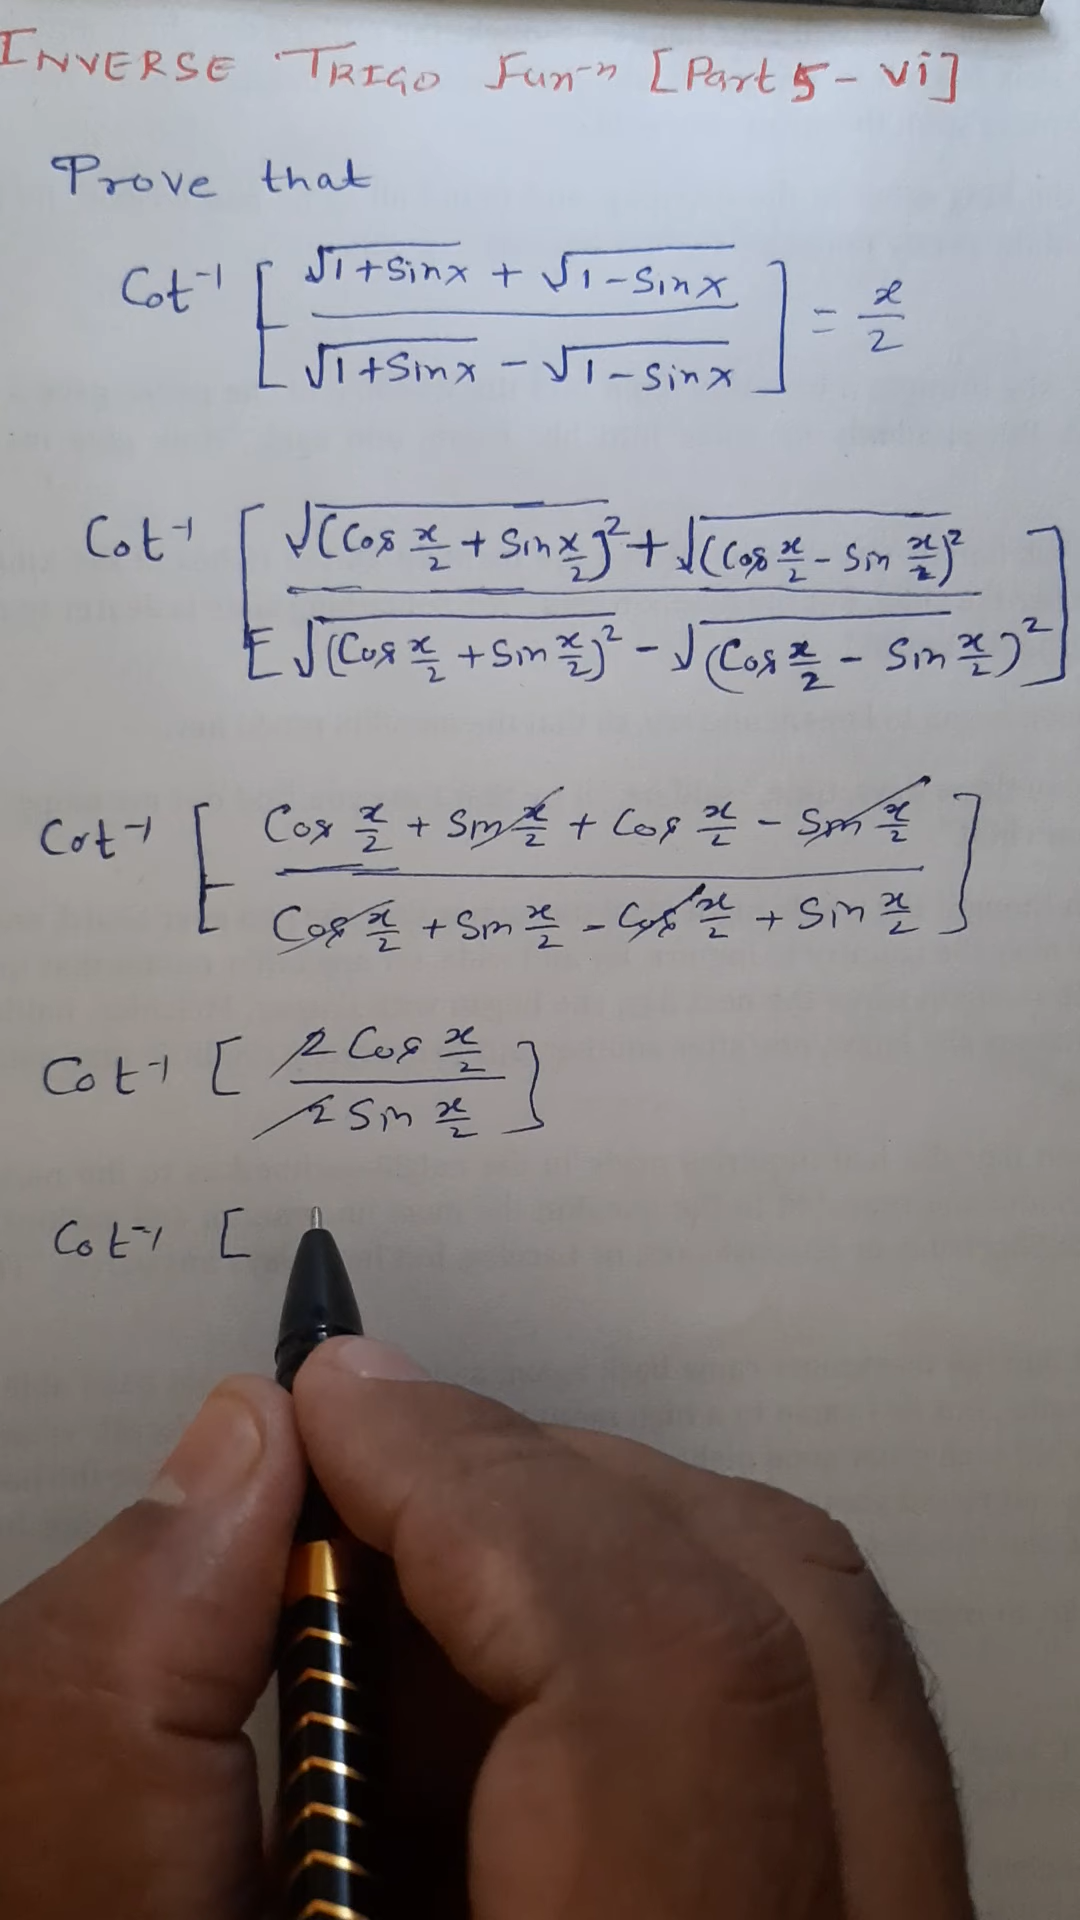 INVERSE TRIGO Fun-n [Part 5 - vi]
Prove that
Cot⁻¹ [ (√(1+Sinx) + √(1-Sinx)) / (√(1+Sinx) - √(1-Sinx)) ] = x/2
Cot⁻¹ [ (√(Cos x/2 + Sin x/2)² + √(Cos x/2 - Sin x/2)²) / (√(Cos x/2 + Sin x/2)² - √(Cos x/2 - Sin x/2)²) ]
Cot⁻¹ [ (Cos x/2 + Sin x/2 + Cos x/2 - Sin x/2) / (Cos x/2 + Sin x/2 - Cos x/2 + Sin x/2) ]
Cot⁻¹ [ (2 Cos x/2) / (2 Sin x/2) ]
Cot⁻¹ [